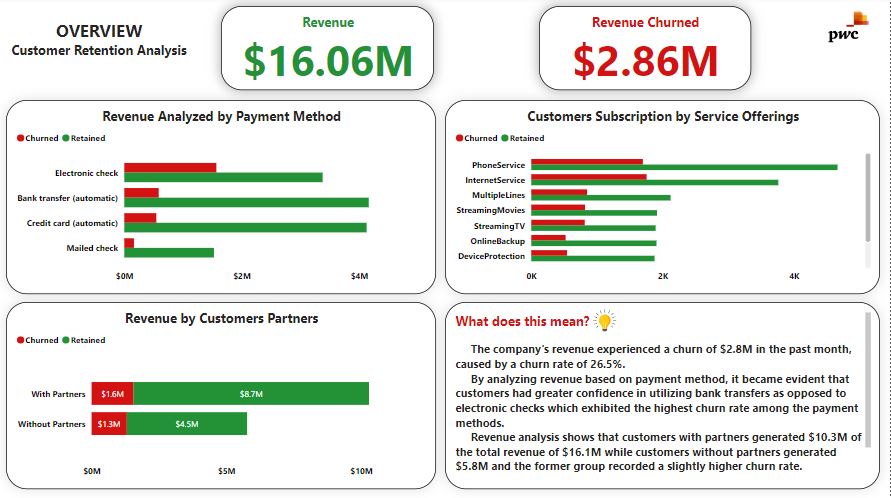 OVERVIEW
Customer Retention Analysis
Revenue
$16.06M
Revenue Churned
$2.86M
pwc
Revenue Analyzed by Payment Method
Churned Retained
Electronic check
Bank transfer (automatic)
Credit card (automatic)
Mailed check
$0M $2M $4M
Customers Subscription by Service Offerings
Churned Retained
PhoneService
InternetService
MultipleLines
StreamingMovies
StreamingTV
OnlineBackup
DeviceProtection
0K 2K 4K
Revenue by Customers Partners
Churned Retained
With Partners $1.6M $8.7M
Without Partners $1.3M $4.5M
$0M $5M $10M
What does this mean?
The company's revenue experienced a churn of $2.8M in the past month,
caused by a churn rate of 26.5%.
By analyzing revenue based on payment method, it became evident that
customers had greater confidence in utilizing bank transfers as opposed to
electronic checks which exhibited the highest churn rate among the payment
methods.
Revenue analysis shows that customers with partners generated $10.3M of
the total revenue of $16.1M while customers without partners generated
$5.8M and the former group recorded a slightly higher churn rate.